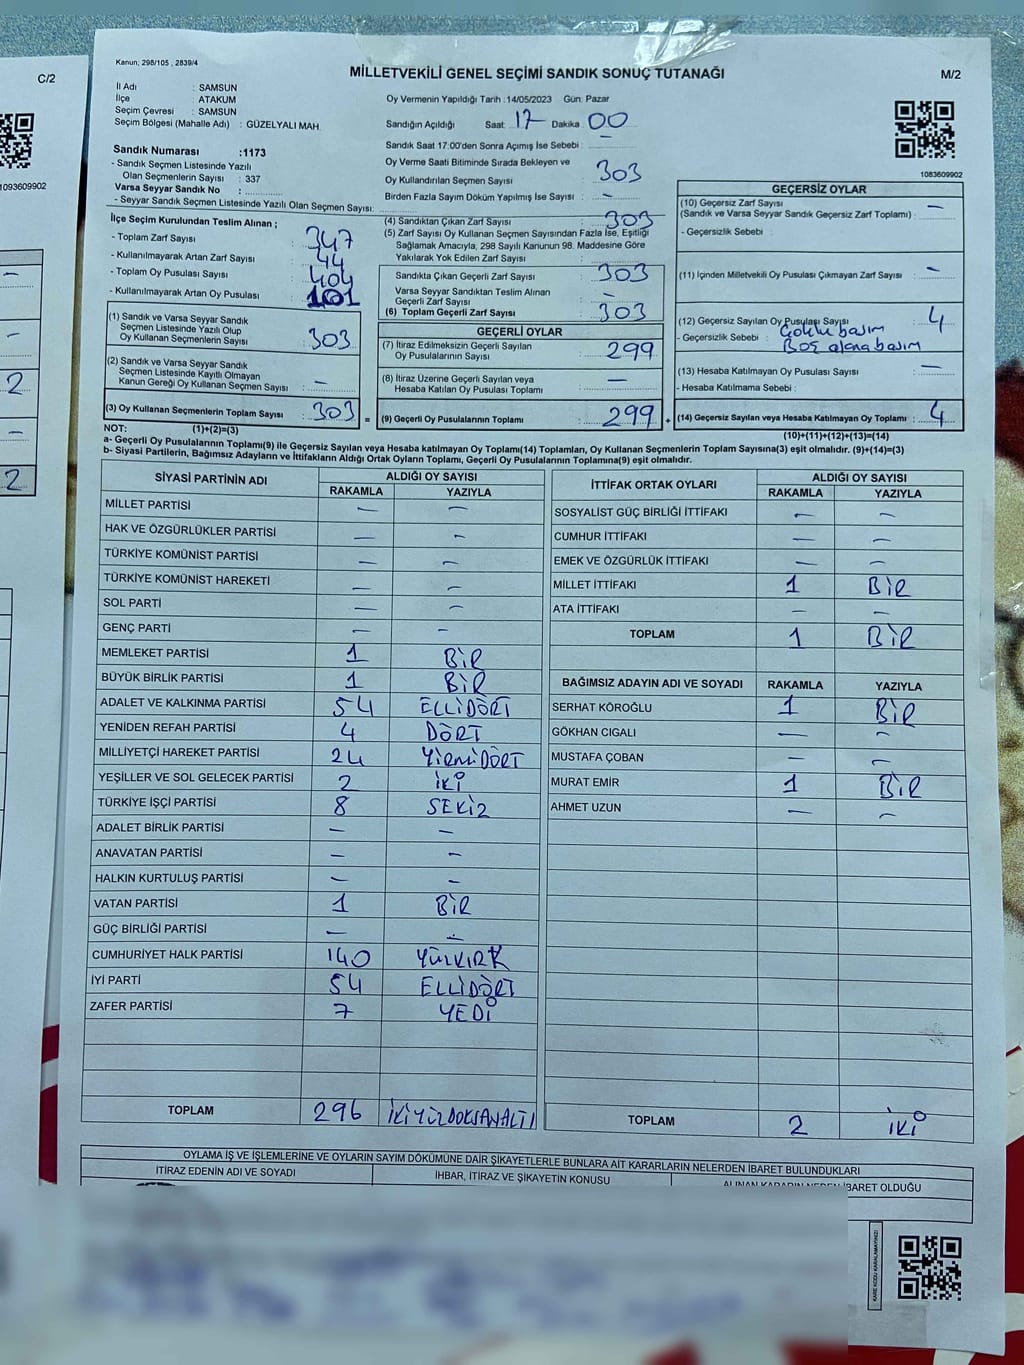 C/2
1093609902
2
2
Kanun; 298/105 , 2839/4
MİLLETVEKİLİ GENEL SEÇİMİ SANDIK SONUÇ TUTANAĞI
M/2
İl Adı : SAMSUN
İlçe : ATAKUM
Seçim Çevresi : SAMSUN
Seçim Bölgesi (Mahalle Adı) : GÜZELYALI MAH
Sandık Numarası :1173
- Sandık Seçmen Listesinde Yazılı
Olan Seçmenlerin Sayısı : 337
Varsa Seyyar Sandık No :
- Seyyar Sandık Seçmen Listesinde Yazılı Olan Seçmen Sayısı:
Oy Vermenin Yapıldığı Tarih :14/05/2023 Gün: Pazar
Sandığın Açıldığı Saat: 17 Dakika 00
Sandık Saat 17:00'den Sonra Açımış İse Sebebi :
Oy Verme Saati Bitiminde Sırada Bekleyen ve
Oy Kullandırılan Seçmen Sayısı : 303
Birden Fazla Sayım Döküm Yapılmış İse Sayısı : —
1083609902
İlçe Seçim Kurulundan Teslim Alınan ;
- Toplam Zarf Sayısı : 347
- Kullanılmayarak Artan Zarf Sayısı : 44
- Toplam Oy Pusulası Sayısı : 404
- Kullanılmayarak Artan Oy Pusulası : 101
(1) Sandık ve Varsa Seyyar Sandık
Seçmen Listesinde Yazılı Olup
Oy Kullanan Seçmenlerin Sayısı : 303
(2) Sandık ve Varsa Seyyar Sandık
Seçmen Listesinde Kayıtlı Olmayan
Kanun Gereği Oy Kullanan Seçmen Sayısı : —
(3) Oy Kullanan Seçmenlerin Toplam Sayısı : 303 =
(1)+(2)=(3)
(4) Sandıktan Çıkan Zarf Sayısı : 303
(5) Zarf Sayısı Oy Kullanan Seçmen Sayısından Fazla İse, Eşitliği
Sağlamak Amacıyla, 298 Sayılı Kanunun 98. Maddesine Göre
Yakılarak Yok Edilen Zarf Sayısı :
Sandıkta Çıkan Geçerli Zarf Sayısı : 303
Varsa Seyyar Sandıktan Teslim Alınan
Geçerli Zarf Sayısı : —
(6) Toplam Geçerli Zarf Sayısı : 303
GEÇERLİ OYLAR
(7) İtiraz Edilmeksizin Geçerli Sayılan
Oy Pusulalarının Sayısı : 299
(8) İtiraz Üzerine Geçerli Sayılan veya
Hesaba Katılan Oy Pusulası Toplamı : —
(9) Geçerli Oy Pusulalarının Toplamı : 299 +
GEÇERSİZ OYLAR
(10) Geçersiz Zarf Sayısı
(Sandık ve Varsa Seyyar Sandık Geçersiz Zarf Toplamı) : —
- Geçersizlik Sebebi :
(11) İçinden Milletvekili Oy Pusulası Çıkmayan Zarf Sayısı : —
(12) Geçersiz Sayılan Oy Pusulası Sayısı : 4
- Geçersizlik Sebebi : Çoklu basım
Boş alana basım
(13) Hesaba Katılmayan Oy Pusulası Sayısı : —
- Hesaba Katılmama Sebebi :
(14) Geçersiz Sayılan veya Hesaba Katılmayan Oy Toplamı : 4
(10)+(11)+(12)+(13)=(14)
NOT:
a- Geçerli Oy Pusulalarının Toplamı(9) ile Geçersiz Sayılan veya Hesaba katılmayan Oy Toplamı(14) Toplamları, Oy Kullanan Seçmenlerin Toplam Sayısına(3) eşit olmalıdır. (9)+(14)=(3)
b- Siyasi Partilerin, Bağımsız Adayların ve İttifakların Aldığı Ortak Oyların Toplamı, Geçerli Oy Pusulalarının Toplamına(9) eşit olmalıdır.
SİYASİ PARTİNİN ADI ALDIĞI OY SAYISI
RAKAMLA YAZIYLA
MİLLET PARTİSİ — —
HAK VE ÖZGÜRLÜKLER PARTİSİ — —
TÜRKİYE KOMÜNİST PARTİSİ — —
TÜRKİYE KOMÜNİST HAREKETİ — —
SOL PARTİ — —
GENÇ PARTİ — —
MEMLEKET PARTİSİ 1 BİR
BÜYÜK BİRLİK PARTİSİ 1 BİR
ADALET VE KALKINMA PARTİSİ 54 ELLİDÖRT
YENİDEN REFAH PARTİSİ 4 DÖRT
MİLLİYETÇİ HAREKET PARTİSİ 24 YİRMİDÖRT
YEŞİLLER VE SOL GELECEK PARTİSİ 2 İKİ
TÜRKİYE İŞÇİ PARTİSİ 8 SEKİZ
ADALET BİRLİK PARTİSİ — —
ANAVATAN PARTİSİ — —
HALKIN KURTULUŞ PARTİSİ — —
VATAN PARTİSİ 1 BİR
GÜÇ BİRLİĞİ PARTİSİ — —
CUMHURİYET HALK PARTİSİ 140 YÜZKIRK
İYİ PARTİ 54 ELLİDÖRT
ZAFER PARTİSİ 7 YEDİ
TOPLAM 296 İKİYÜZDOKSANALTI
İTTİFAK ORTAK OYLARI ALDIĞI OY SAYISI
RAKAMLA YAZIYLA
SOSYALİST GÜÇ BİRLİĞİ İTTİFAKI — —
CUMHUR İTTİFAKI — —
EMEK VE ÖZGÜRLÜK İTTİFAKI — —
MİLLET İTTİFAKI 1 BİR
ATA İTTİFAKI — —
TOPLAM 1 BİR
BAĞIMSIZ ADAYIN ADI VE SOYADI RAKAMLA YAZIYLA
SERHAT KÖROĞLU 1 BİR
GÖKHAN CIGALI — —
MUSTAFA ÇOBAN — —
MURAT EMİR 1 BİR
AHMET UZUN — —
TOPLAM 2 İKİ
OYLAMA İŞ VE İŞLEMLERİNE VE OYLARIN SAYIM DÖKÜMÜNE DAİR ŞİKAYETLERLE BUNLARA AİT KARARLARIN NELERDEN İBARET BULUNDUKLARI
İTİRAZ EDENİN ADI VE SOYADI
İHBAR, İTİRAZ VE ŞİKAYETİN KONUSU
ALINAN KARARIN NEDEN İBARET OLDUĞU
KARE KODU KARALAMAYINIZ!